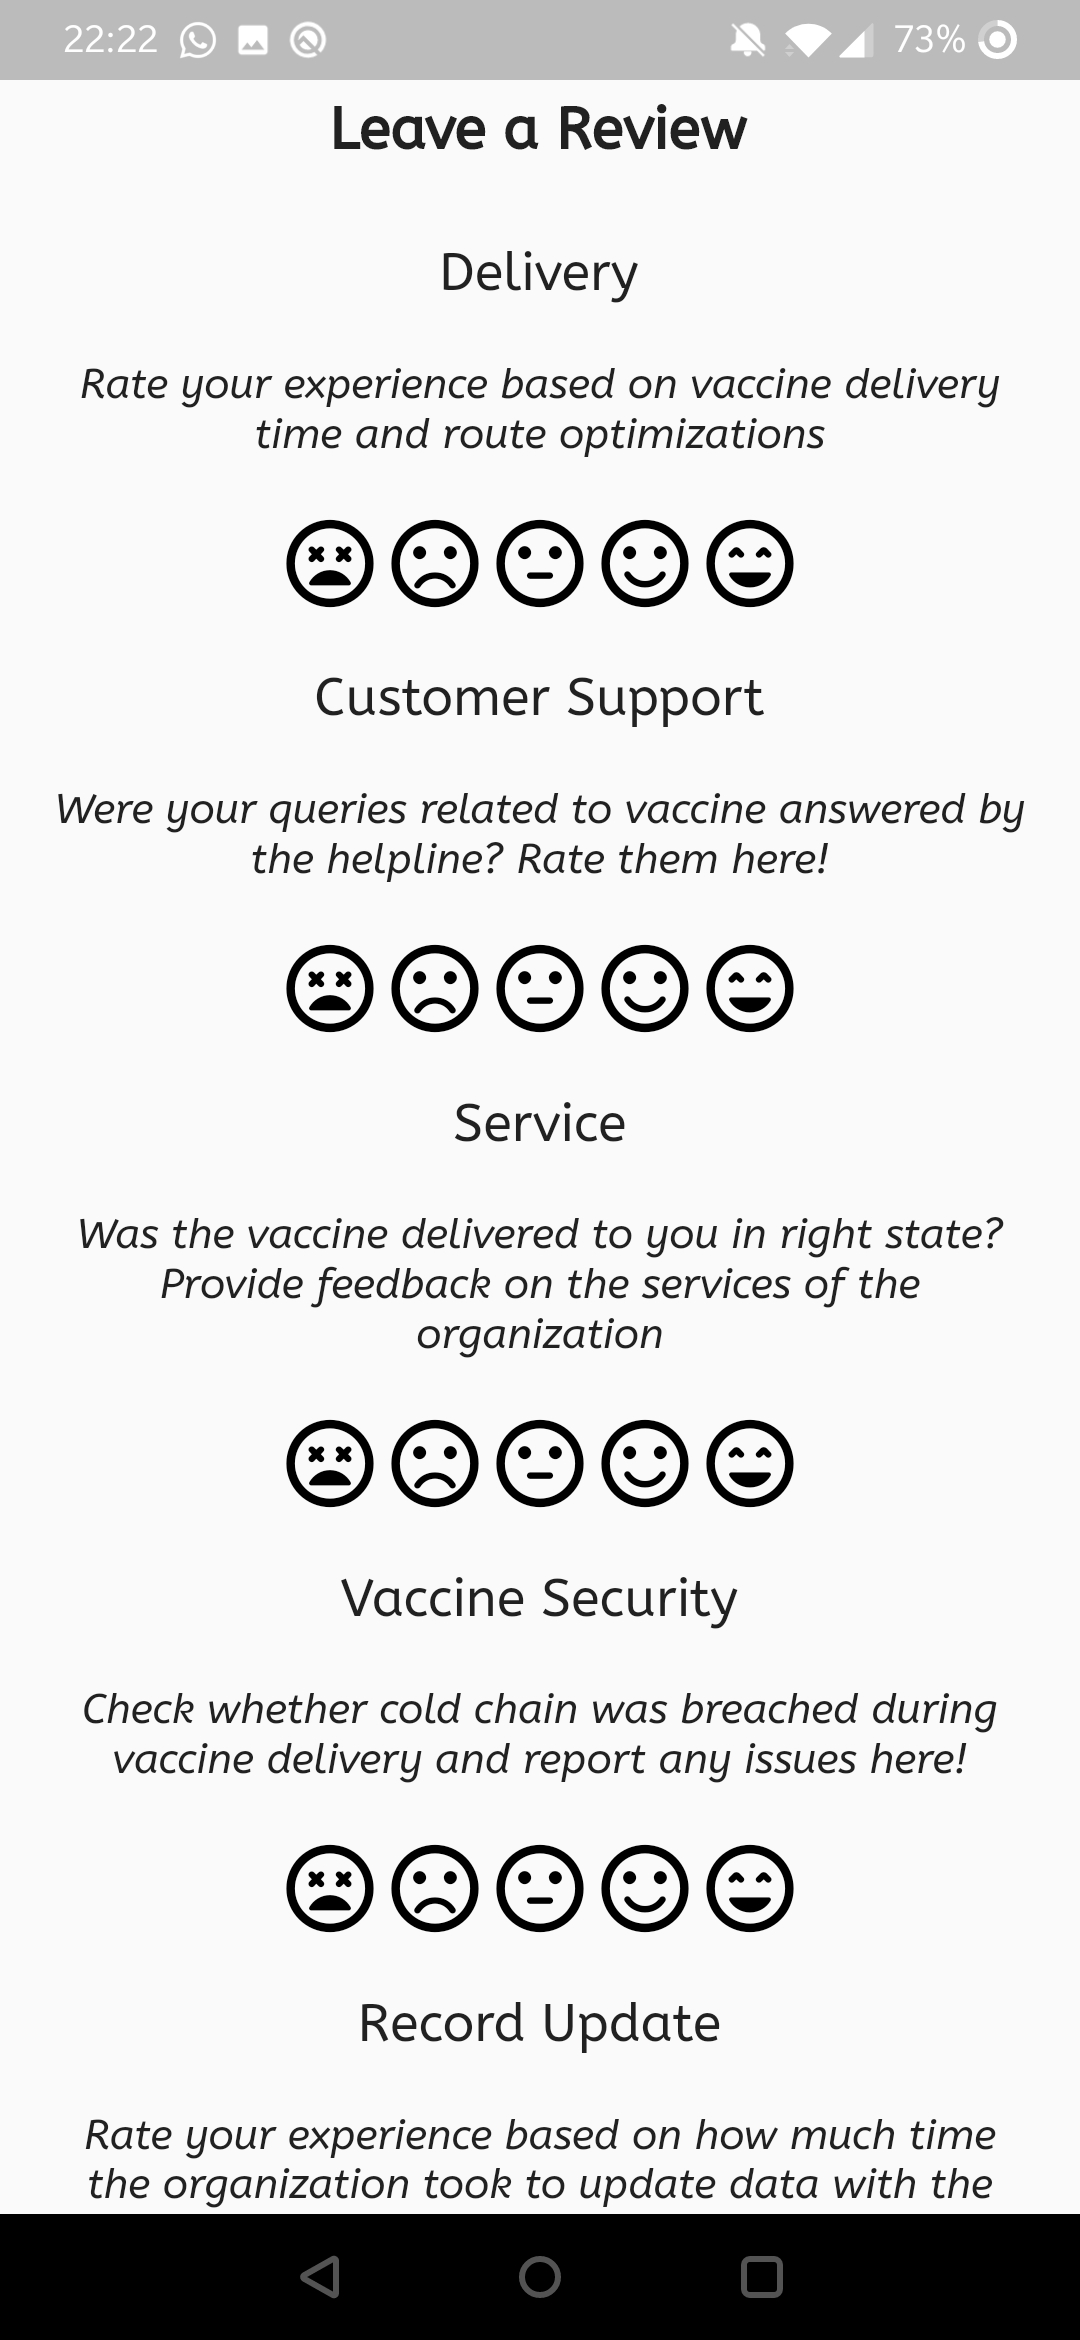 22:22
73%
Leave a Review
Delivery
Rate your experience based on vaccine delivery
time and route optimizations
Customer Support
Were your queries related to vaccine answered by
the helpline? Rate them here!
Service
Was the vaccine delivered to you in right state?
Provide feedback on the services of the
organization
Vaccine Security
Check whether cold chain was breached during
vaccine delivery and report any issues here!
Record Update
Rate your experience based on how much time
the organization took to update data with the